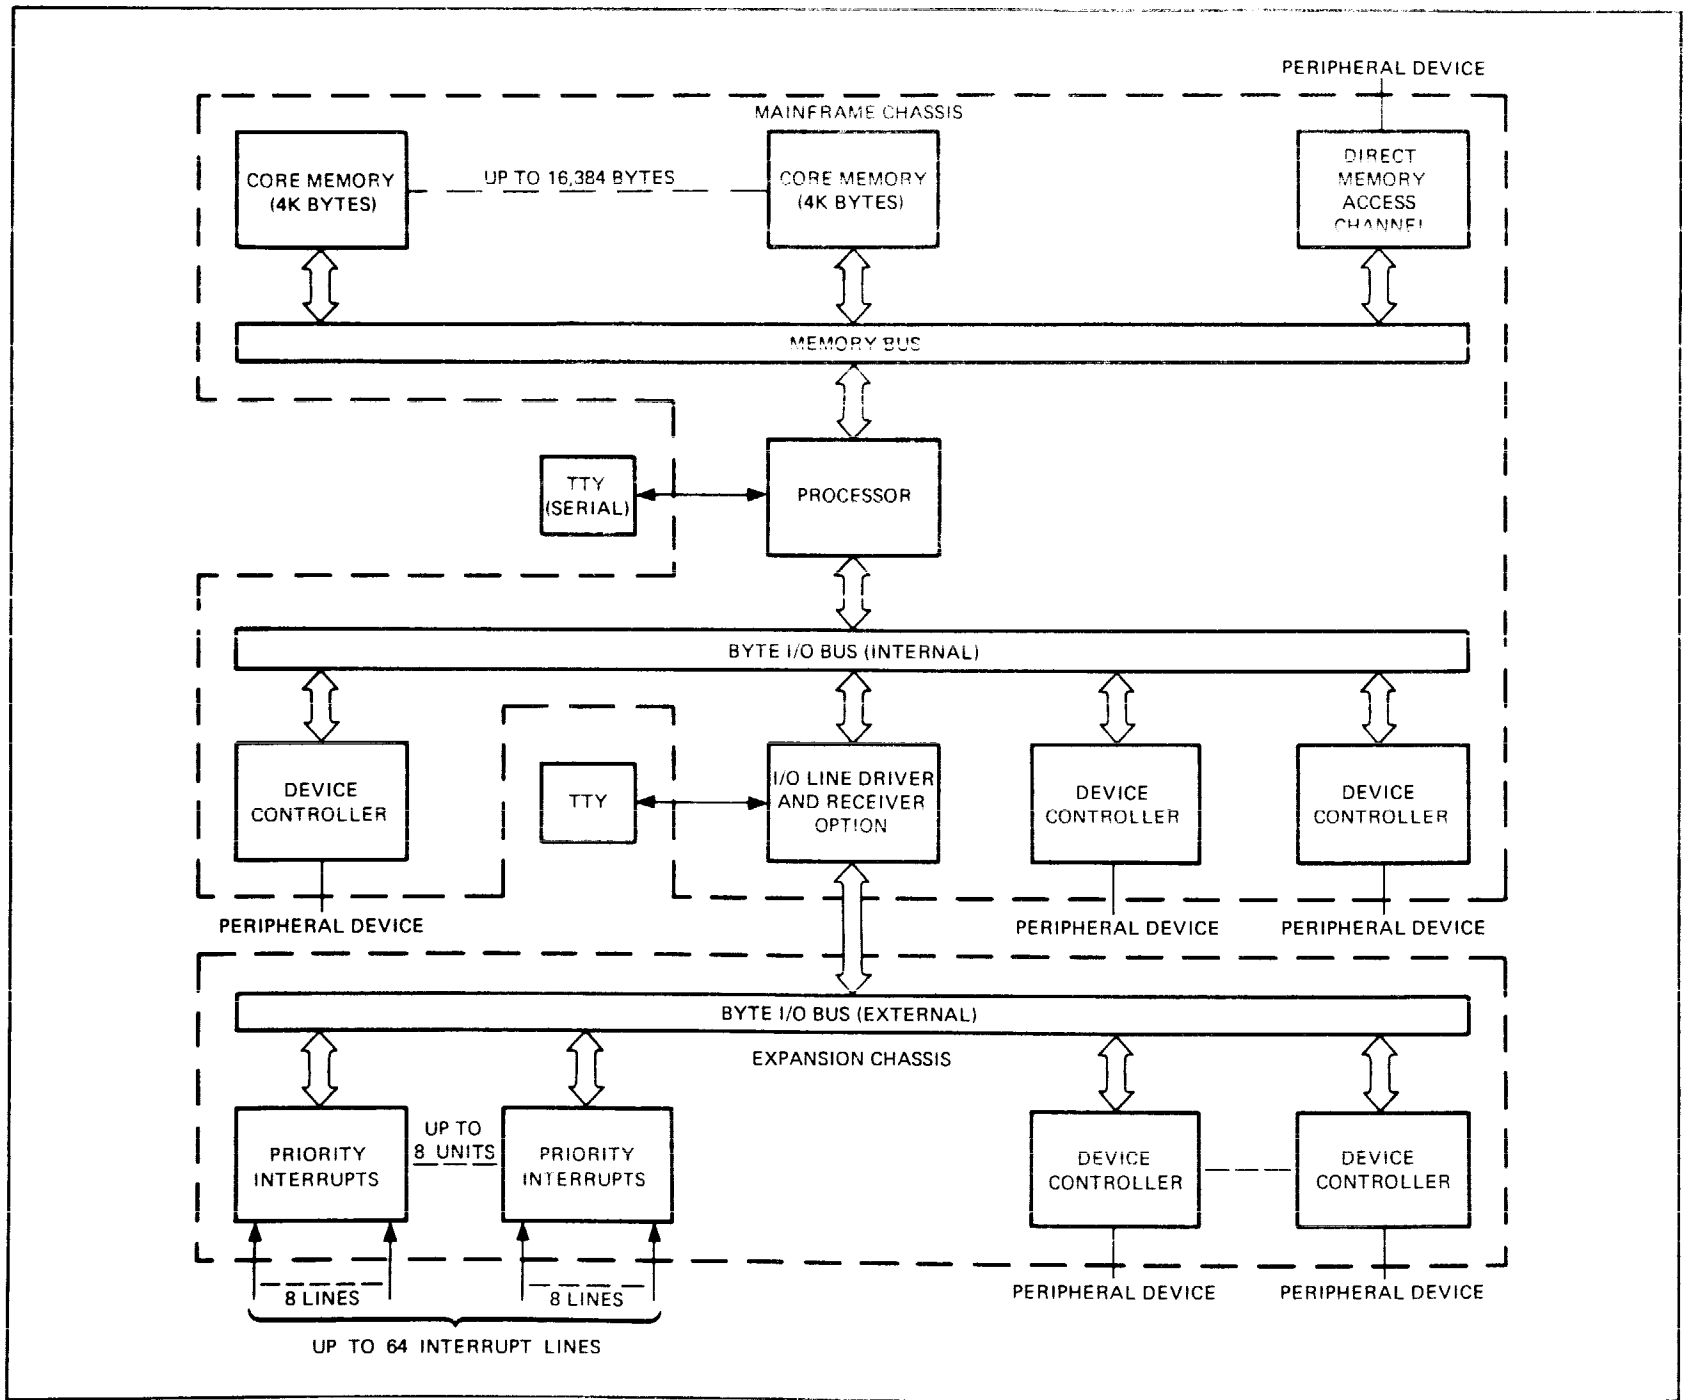 PERIPHERAL DEVICE
MAINFRAME CHASSIS
CORE MEMORY
(4K BYTES)
UP TO 16,384 BYTES
CORE MEMORY
(4K BYTES)
DIRECT
MEMORY
ACCESS
CHANNEL
MEMORY BUS
TTY
(SERIAL)
PROCESSOR
BYTE I/O BUS (INTERNAL)
DEVICE
CONTROLLER
TTY
I/O LINE DRIVER
AND RECEIVER
OPTION
DEVICE
CONTROLLER
DEVICE
CONTROLLER
PERIPHERAL DEVICE
PERIPHERAL DEVICE
PERIPHERAL DEVICE
BYTE I/O BUS (EXTERNAL)
EXPANSION CHASSIS
PRIORITY
INTERRUPTS
UP TO
8 UNITS
PRIORITY
INTERRUPTS
DEVICE
CONTROLLER
DEVICE
CONTROLLER
8 LINES
8 LINES
PERIPHERAL DEVICE
PERIPHERAL DEVICE
UP TO 64 INTERRUPT LINES